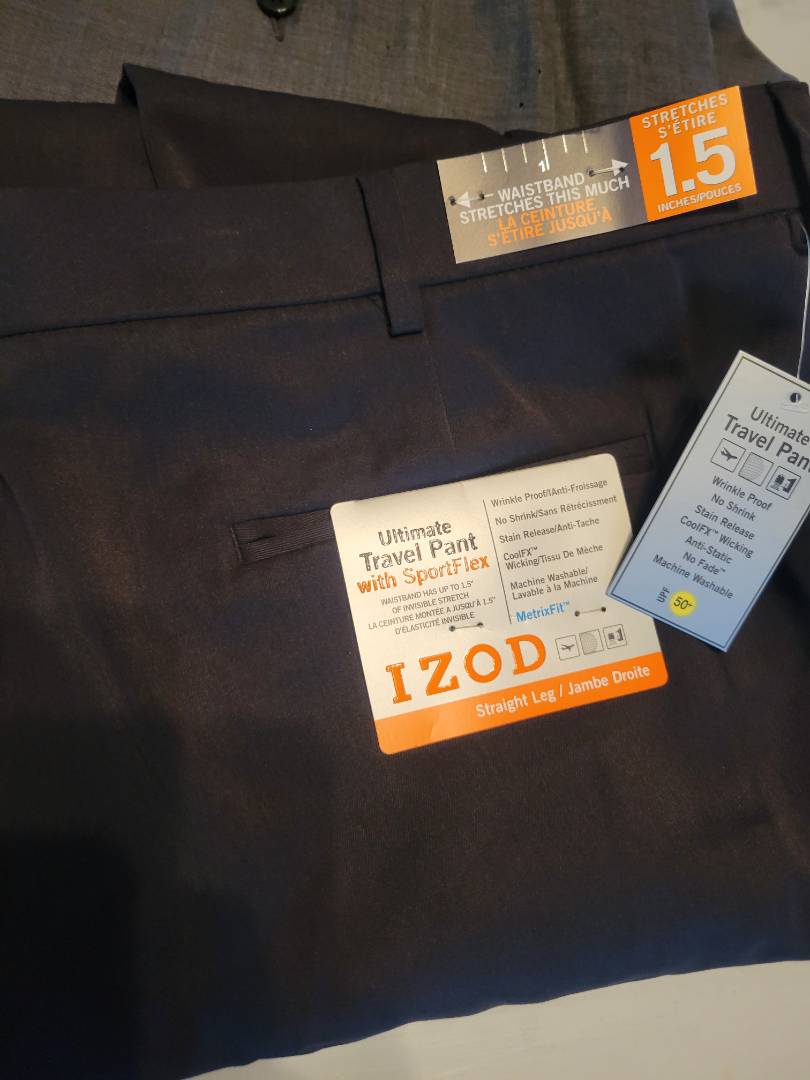 STRETCHES
S'ÉTIRE
1.5
INCHES/POUCES
1
WAISTBAND
STRETCHES THIS MUCH
LA CEINTURE
S'ÉTIRE JUSQU'À
Ultimate
Travel Pant
with SportFlex
WAISTBAND HAS UP TO 1.5"
OF INVISIBLE STRETCH
LA CEINTURE MONTÉE A JUSQU'À 1.5"
D'ÉLASTICITÉ INVISIBLE
Wrinkle Proof/lAnti-Froissage
No Shrink/Sans Rétrécissment
Stain Release/Anti-Tache
CoolFX™
Wicking/Tissu De Mèche
Machine Washable/
Lavable à la Machine
MetrixFit™
IZOD
Straight Leg / Jambe Droite
Ultimate
Travel Pan
Wrinkle Proof
No Shrink
Stain Release
CoolFX™ Wicking
Anti-Static
No Fade™
Machine Washable
UPF 50+